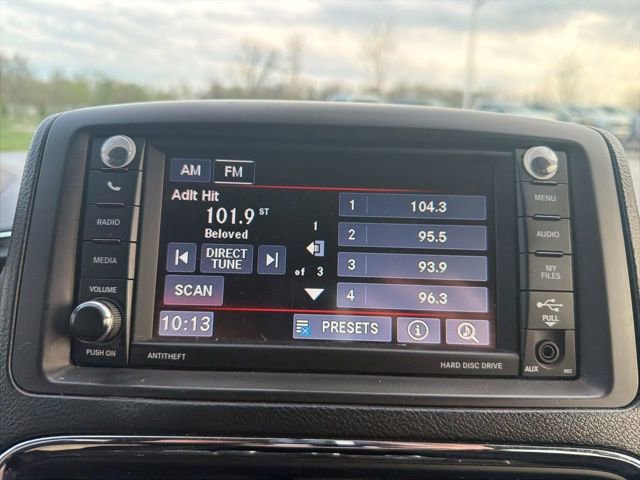 AM FM
Adlt Hit
101.9 ST
Beloved
DIRECT
TUNE
SCAN
10:13
1
of 3
1 104.3
2 95.5
3 93.9
4 96.3
PRESETS
RADIO
MEDIA
VOLUME
PUSH ON
ANTITHEFT
HARD DISC DRIVE
MENU
AUDIO
MY
FILES
PULL
AUX
RBZ